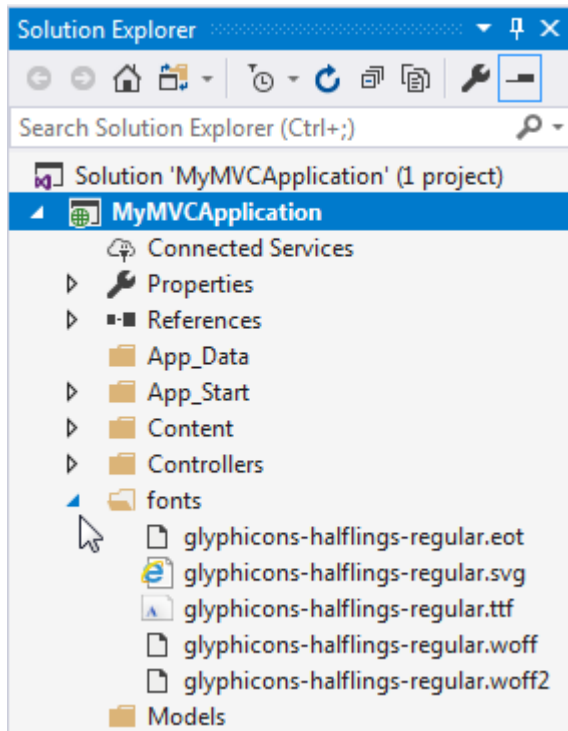 Solution Explorer
Search Solution Explorer (Ctrl+;)
Solution 'MyMVCApplication' (1 project)
MyMVCApplication
Connected Services
Properties
References
App_Data
App_Start
Content
Controllers
fonts
glyphicons-halflings-regular.eot
glyphicons-halflings-regular.svg
glyphicons-halflings-regular.ttf
glyphicons-halflings-regular.woff
glyphicons-halflings-regular.woff2
Models